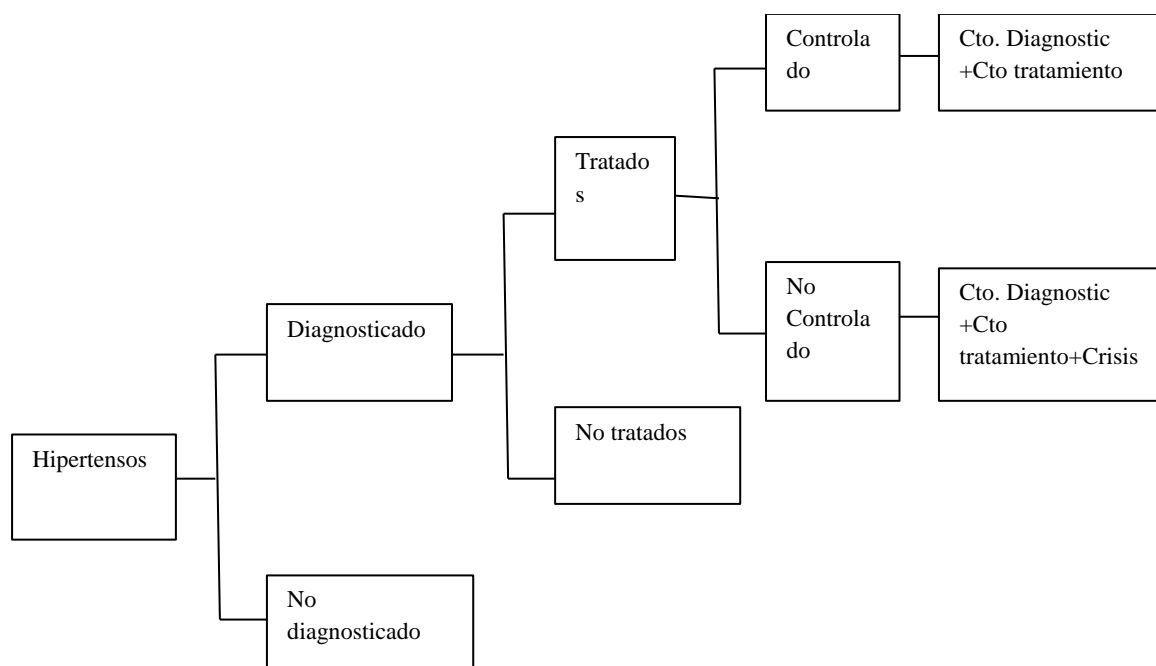 Controla
do
Cto. Diagnostic
+Cto tratamiento
Tratado
s
No
Controla
do
Cto. Diagnostic
+Cto
tratamiento+Crisis
Diagnosticado
No tratados
Hipertensos
No
diagnosticado